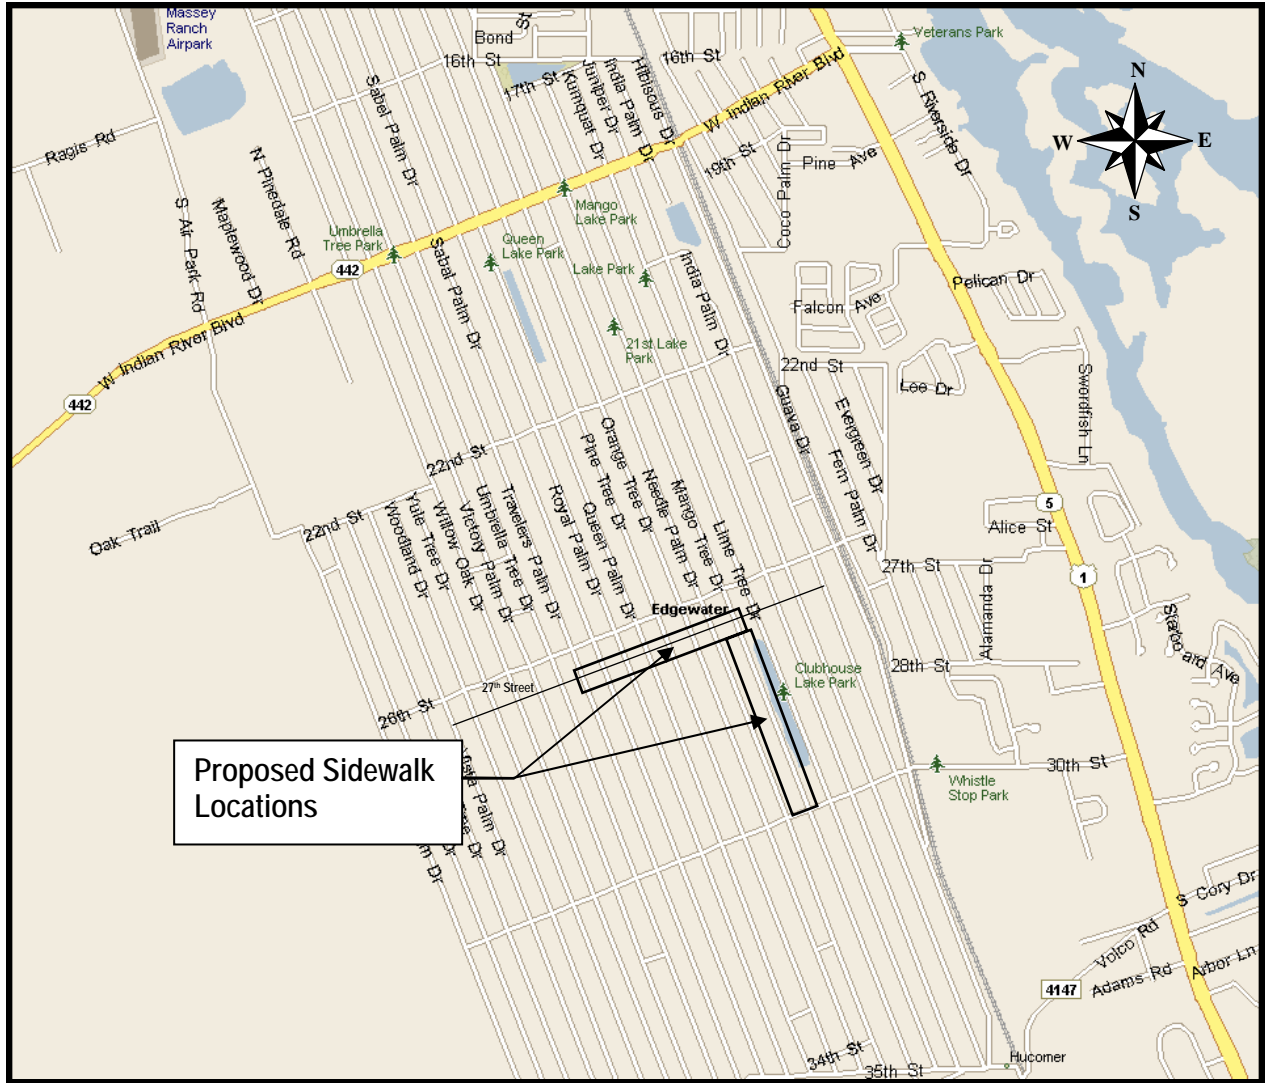 Massey
Ranch
Airpark
Bond St
16th St
16th St
17th St
Sabel Palm Dr
Kumquat Dr
Juniper Dr
India Palm Dr
Hibiscus Dr
W Indian River Blvd
Veterans Park
S Riverside Dr
N
W
E
S
Ragis Rd
N Pinedale Rd
Maplewood Dr
S Air Park Rd
19th St
Pine Ave
Coco Palm Dr
Mango
Lake Park
Umbrella
Tree Park
Queen
Lake Park
Lake Park
442
Sabal Palm Dr
India Palm Dr
Pelican Dr
Falcon Ave
21st Lake
Park
W Indian River Blvd
442
22nd St
Lee Dr
Guava Dr
Evergreen Dr
Fern Palm Dr
Swordfish Ln
22nd St
Orange Tree Dr
Pine Tree Dr
Needle Palm Dr
Mango Tree Dr
Lime Tree Dr
Royal Palm Dr
Queen Palm Dr
Travelers Palm Dr
Umbrella Tree Dr
Victory Palm Dr
Willow Oak Dr
Yule Tree Dr
Woodland Dr
22nd St
Oak Trail
5
Alice St
27th St
1
Alamanda Dr
Edgewater
28th St
Clubhouse
Lake Park
27th Street
26th St
Proposed Sidewalk
Locations
Palm Dr
Dr
m Dr
Whistle
Stop Park
30th St
S Cory Dr
Volco Rd
Adams Rd
Arbor Ln
4147
34th St
35th St
Hucomer